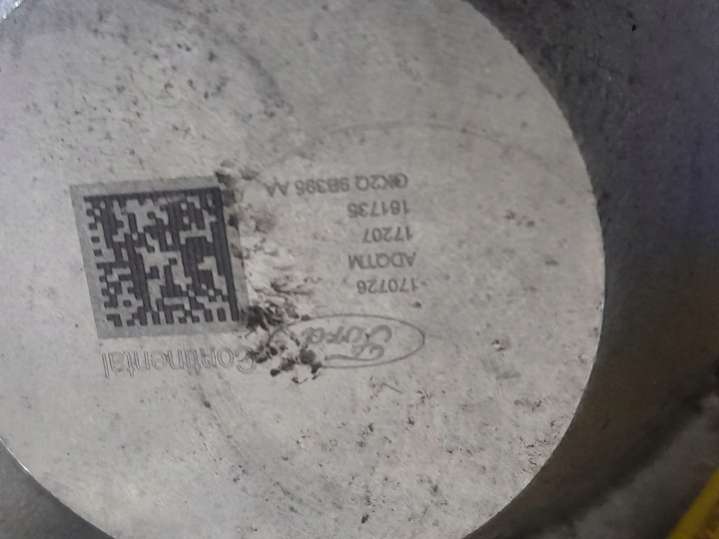 Continental
Ford
170726
ADQTM
17207
161735
GK2Q 9B395 AA